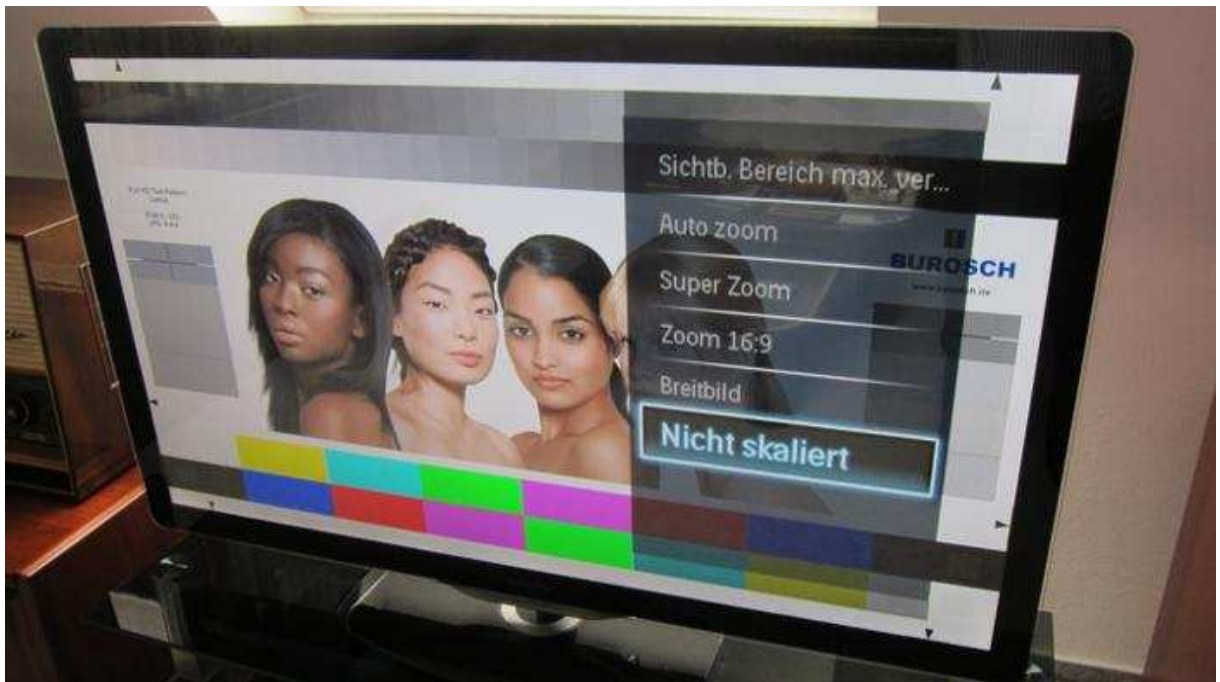 Sichtb. Bereich max. ver...
Auto zoom
Super Zoom
Zoom 16:9
Breitbild
Nicht skaliert
BUROSCH